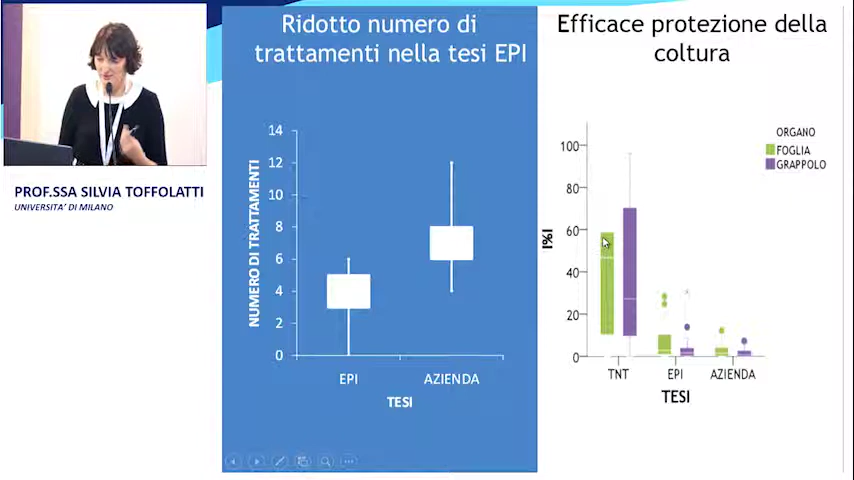 PROF.SSA SILVIA TOFFOLATTI
UNIVERSITA’ DI MILANO
Ridotto numero di
trattamenti nella tesi EPI
NUMERO DI TRATTAMENTI
14
12
10
8
6
4
2
0
EPI
AZIENDA
TESI
Efficace protezione della
coltura
ORGANO
FOGLIA
GRAPPOLO
I%I
100
80
60
40
20
0
TNT
EPI
AZIENDA
TESI